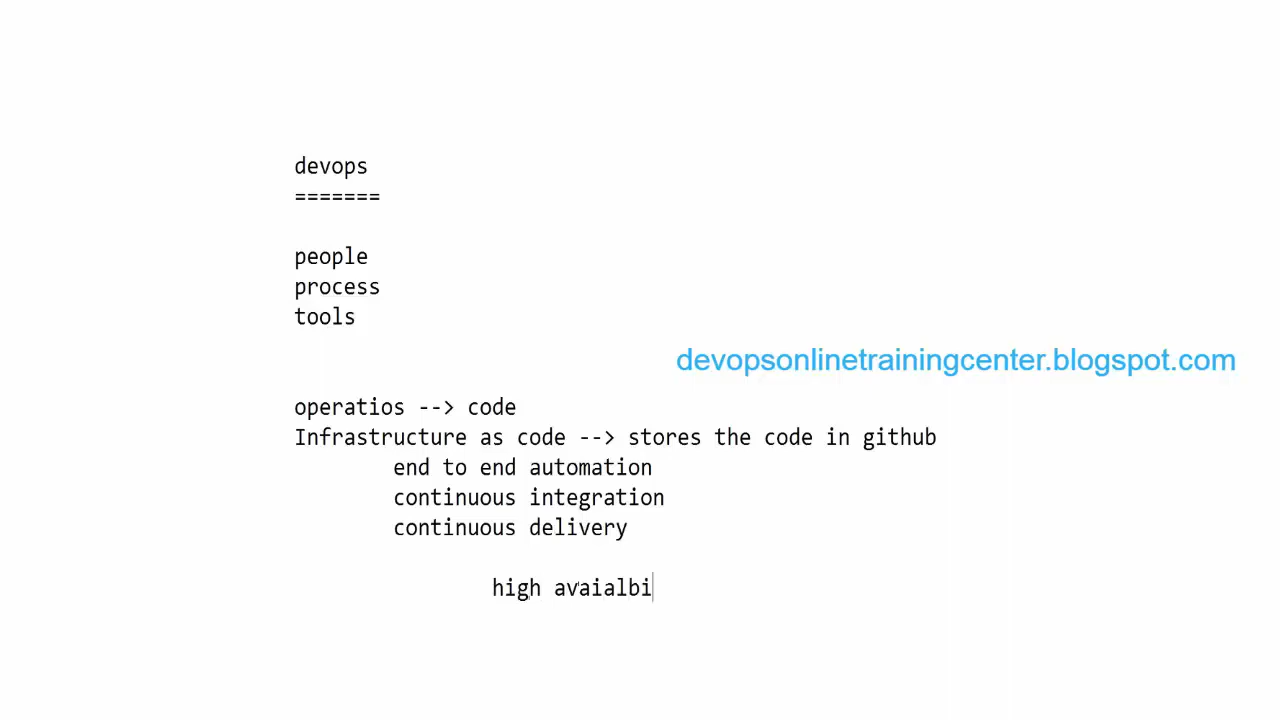 devops
=======
people
process
tools
devopsonlinetrainingcenter.blogspot.com
operatios --> code
Infrastructure as code --> stores the code in github
end to end automation
continuous integration
continuous delivery
high avaialbi